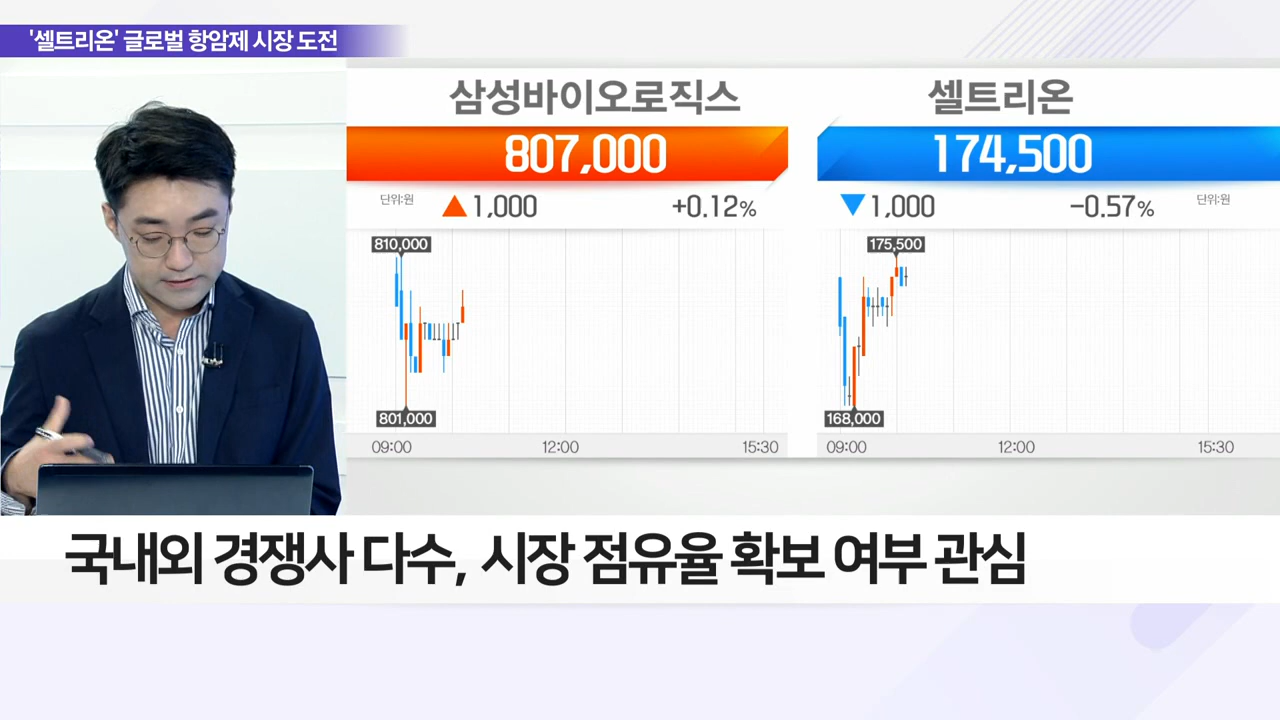 '셀트리온' 글로벌 항암제 시장 도전
삼성바이오로직스
807,000
단위:원
▲ 1,000
+0.12%
810,000
801,000
09:00
12:00
15:30
셀트리온
174,500
▼ 1,000
-0.57%
단위:원
175,500
168,000
09:00
12:00
15:30
국내외 경쟁사 다수, 시장 점유율 확보 여부 관심